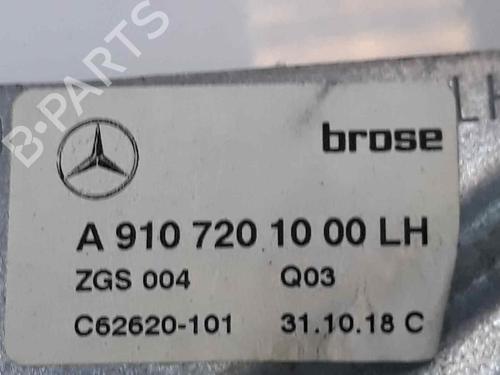 B-PARTS
LH
brose
A 910 720 10 00 LH
ZGS 004 Q03
C62620-101 31.10.18 C